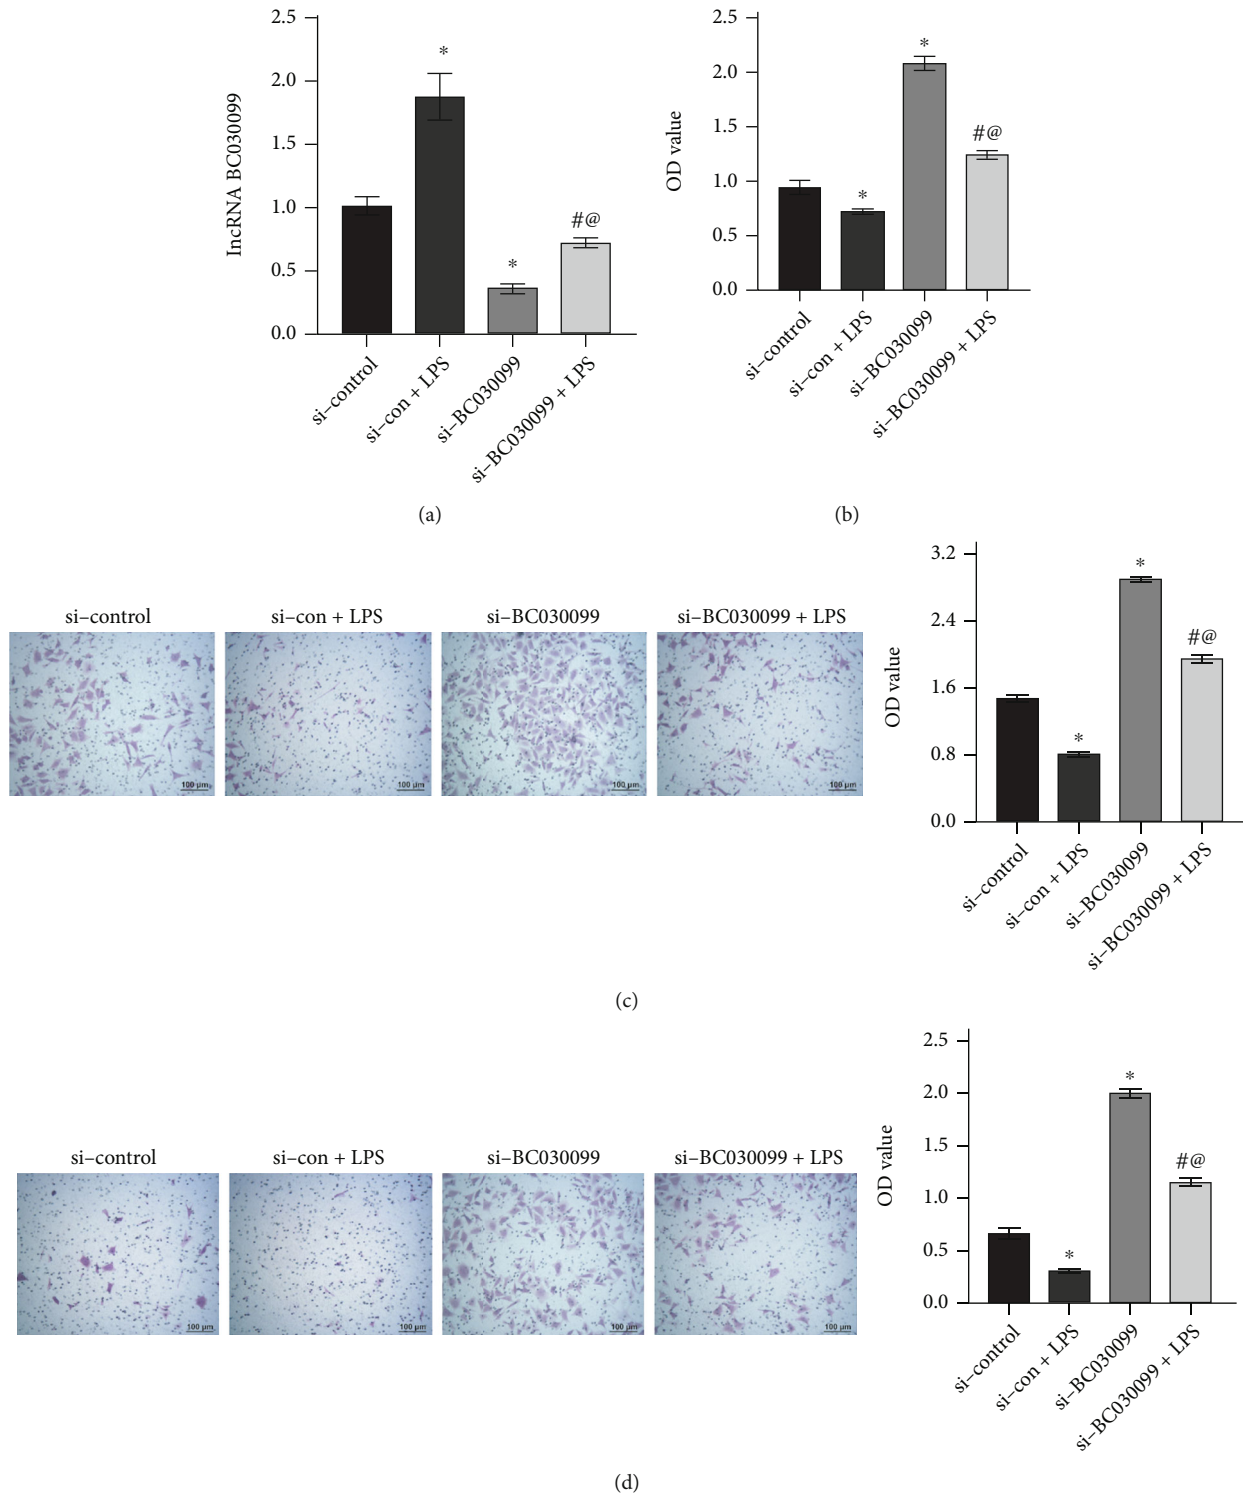 2.5
2.0
1.5
1.0
0.5
0.0
lncRNA BC030099
*
*
#@
si–control
si–con + LPS
si–BC030099
si–BC030099 + LPS
(a)
2.5
2.0
1.5
1.0
0.5
0.0
OD value
*
*
#@
si–control
si–con + LPS
si–BC030099
si–BC030099 + LPS
(b)
si–control
si–con + LPS
si–BC030099
si–BC030099 + LPS
100 μm
100 μm
100 μm
100 μm
3.2
2.4
1.6
0.8
0.0
OD value
*
*
#@
si–control
si–con + LPS
si–BC030099
si–BC030099 + LPS
(c)
si–control
si–con + LPS
si–BC030099
si–BC030099 + LPS
100 μm
100 μm
100 μm
100 μm
2.5
2.0
1.5
1.0
0.5
0.0
OD value
*
*
#@
si–control
si–con + LPS
si–BC030099
si–BC030099 + LPS
(d)